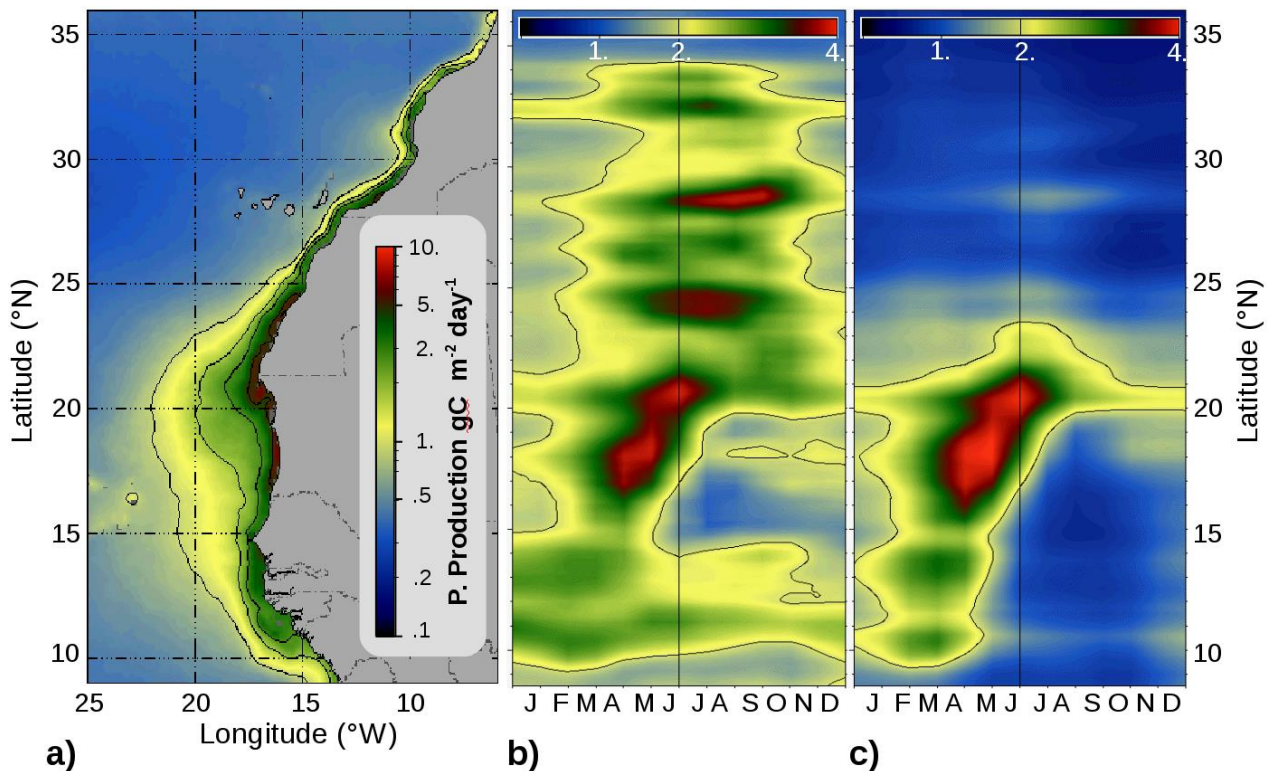 35
30
25
20
15
10
Latitude (°N)
25 20 15 10
Longitude (°W)
a)
10.
5.
2.
1.
.5
.2
.1
P. Production gC m-2 day-1
1. 2. 4.
J F M A M J J A S O N D
b)
1. 2. 4.
J F M A M J J A S O N D
c)
35
30
25
20
15
10
Latitude (°N)